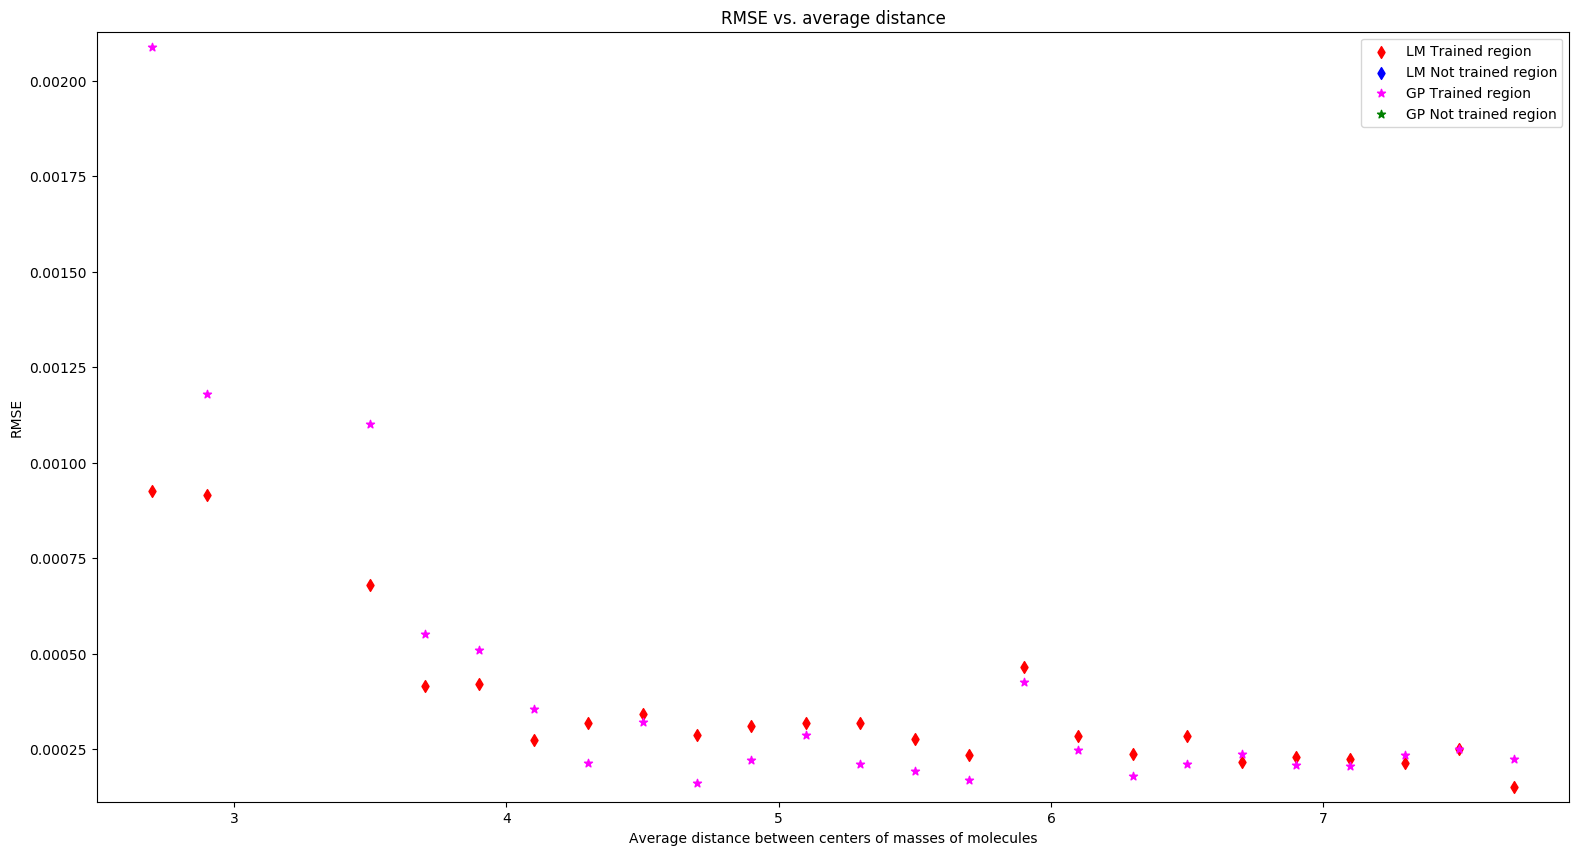 RMSE vs. average distance
LM Trained region
LM Not trained region
GP Trained region
GP Not trained region
RMSE
0.00200
0.00175
0.00150
0.00125
0.00100
0.00075
0.00050
0.00025
3 4 5 6 7
Average distance between centers of masses of molecules